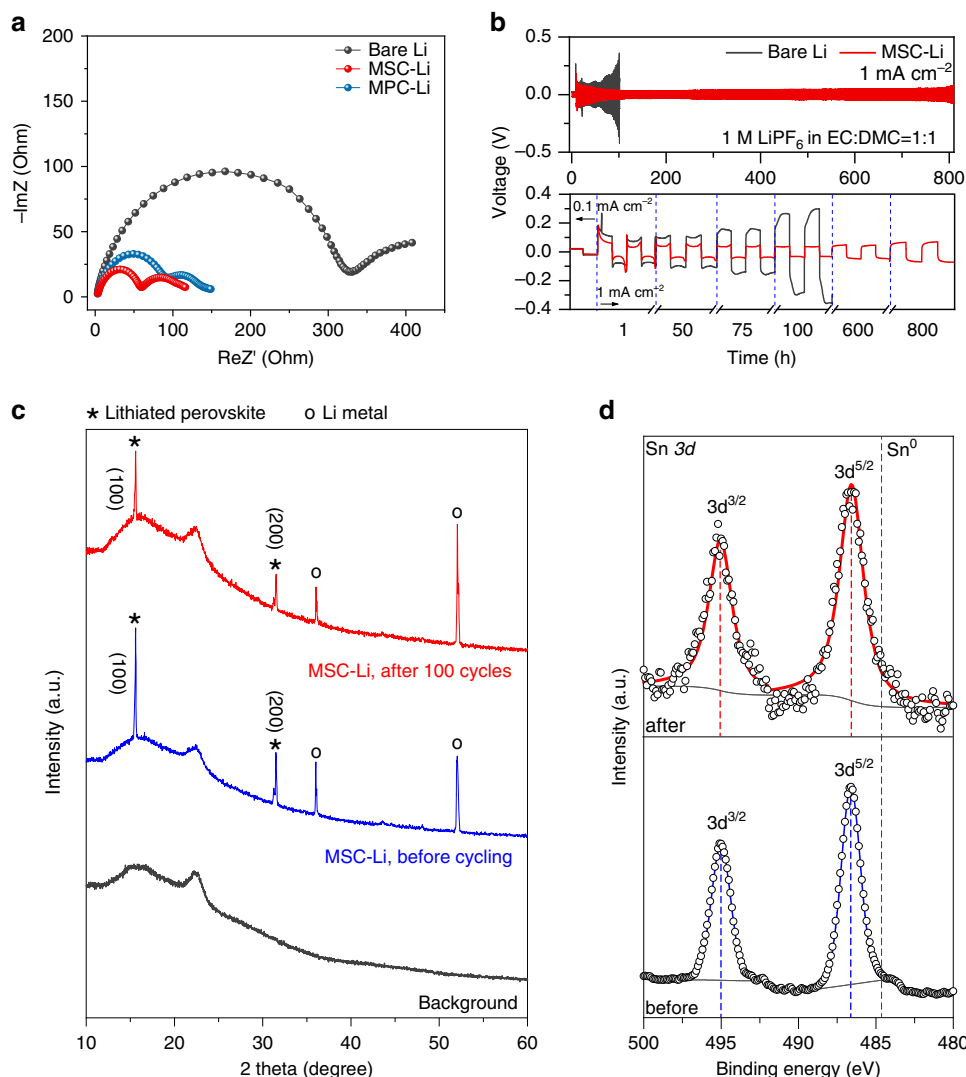 a
200
150
100
50
0
–ImZ (Ohm)
Bare Li
MSC-Li
MPC-Li
0 50 100 150 200 250 300 350 400
ReZ' (Ohm)
b
0.5
0.0
–0.5
Bare Li MSC-Li
1 mA cm⁻²
1 M LiPF₆ in EC:DMC=1:1
0 200 400 600 800
Voltage (V)
0.4
0.2
0.0
–0.2
–0.4
0.1 mA cm⁻²
1 mA cm⁻²
1 50 75 100 600 800
Time (h)
c
* Lithiated perovskite o Li metal
*
(100)
(200)
*
o
o
MSC-Li, after 100 cycles
*
(100)
(200)
*
o
o
MSC-Li, before cycling
Background
Intensity (a.u.)
10 20 30 40 50 60
2 theta (degree)
d
Sn 3d
Sn⁰
3d³/²
3d⁵/²
after
3d³/²
3d⁵/²
before
Intensity (a.u.)
500 495 490 485 480
Binding energy (eV)